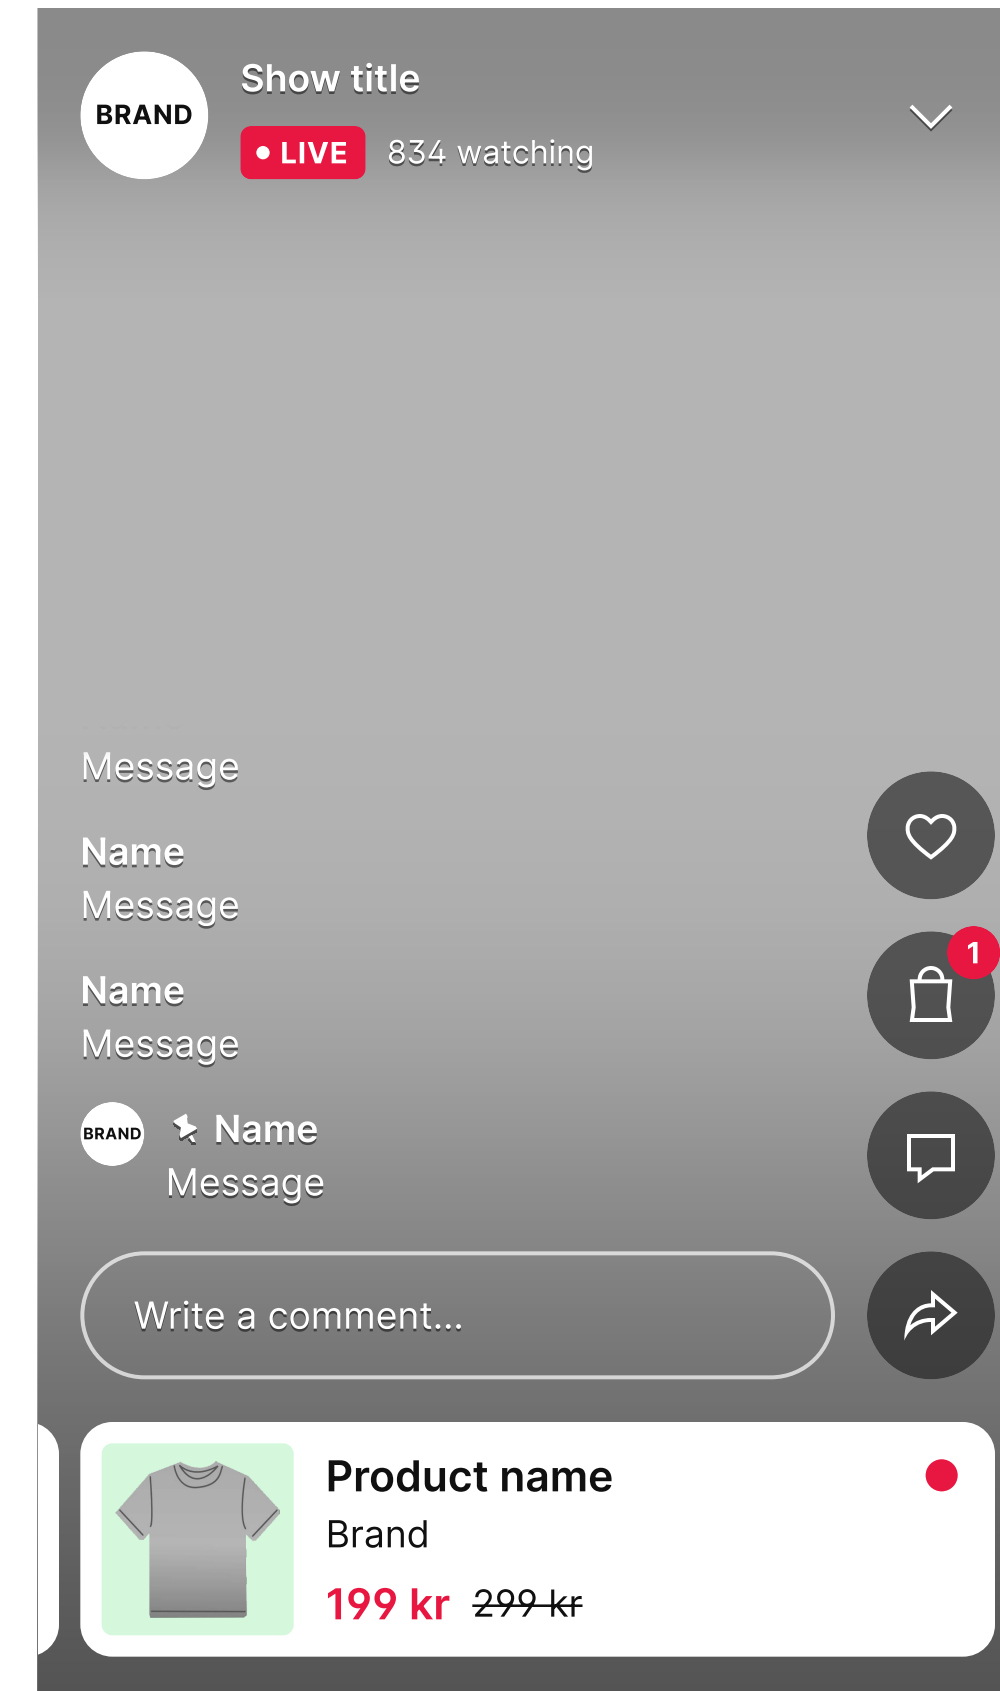 BRAND
Show title
LIVE
834 watching
Message
Name
Message
1
Name
Message
BRAND
Name
Message
Write a comment...
Product name
Brand
199 kr 299 kr